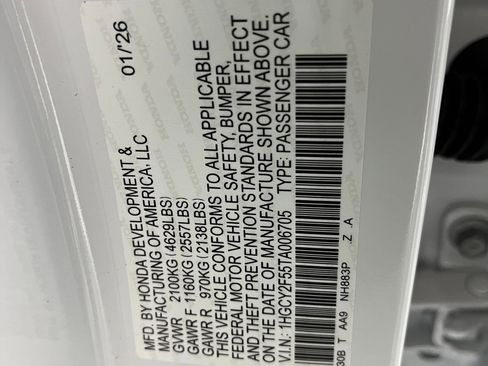 MFD. BY HONDA DEVELOPMENT &
MANUFACTURING OF AMERICA, LLC
01/26
GVWR 2100KG(4629LBS)
GAWR F 1160KG(2557LBS)
GAWR R 970KG(2138LBS)
THIS VEHICLE CONFORMS TO ALL APPLICABLE
FEDERAL MOTOR VEHICLE SAFETY, BUMPER,
AND THEFT PREVENTION STANDARDS IN EFFECT
ON THE DATE OF MANUFACTURE SHOWN ABOVE.
V.I.N.: 1HGCY2F55TA006705 TYPE: PASSENGER CAR
30B T AA9 NH883P .Z .A